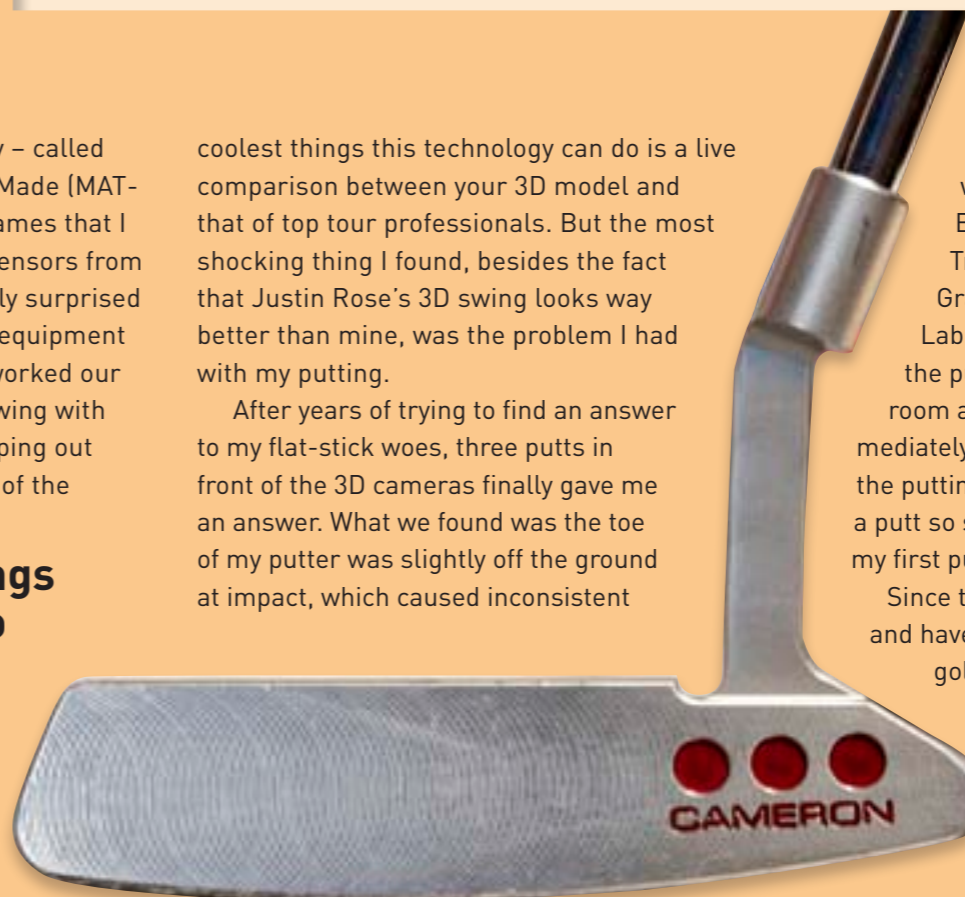 y – called
Made (MAT-
ames that I
ensors from
ly surprised
equipment
worked our
wing with
ping out
of the
ngs
coolest things this technology can do is a live
comparison between your 3D model and
that of top tour professionals. But the most
shocking thing I found, besides the fact
that Justin Rose's 3D swing looks way
better than mine, was the problem I had
with my putting.
After years of trying to find an answer
to my flat-stick woes, three putts in
front of the 3D cameras finally gave me
an answer. What we found was the toe
of my putter was slightly off the ground
at impact, which caused inconsistent
CAMERON
Gr
Lab
the p
room a
mediately
the puttin
a putt so s
my first pu
Since t
and have
gol